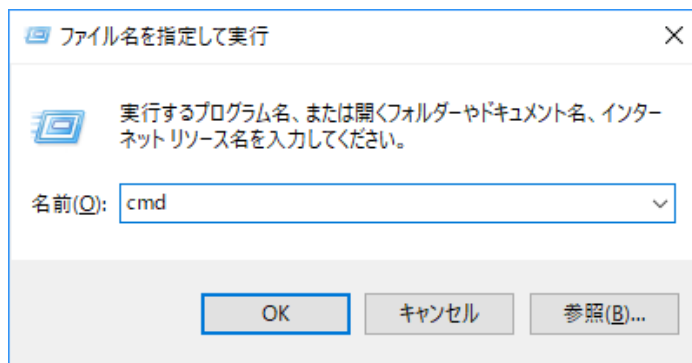 ファイル名を指定して実行
実行するプログラム名、または開くフォルダーやドキュメント名、インター
ネット リソース名を入力してください。
名前(O): cmd
OK キャンセル 参照(B)...